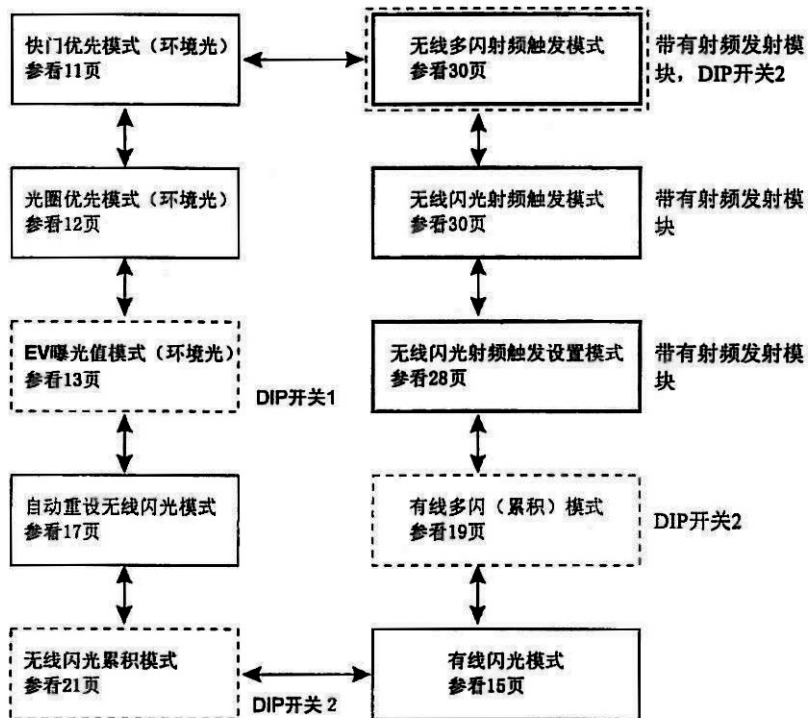 快门优先模式（环境光）
参看11页
无线多闪射频触发模式
参看30页
带有射频发射模
块，DIP开关2
光圈优先模式（环境光）
参看12页
无线闪光射频触发模式
参看30页
带有射频发射模
块
EV曝光值模式（环境光）
参看13页
DIP开关1
无线闪光射频触发设置模式
参看28页
带有射频发射模
块
自动重设无线闪光模式
参看17页
有线多闪（累积）模式
参看19页
DIP开关2
无线闪光累积模式
参看21页
DIP开关 2
有线闪光模式
参看15页